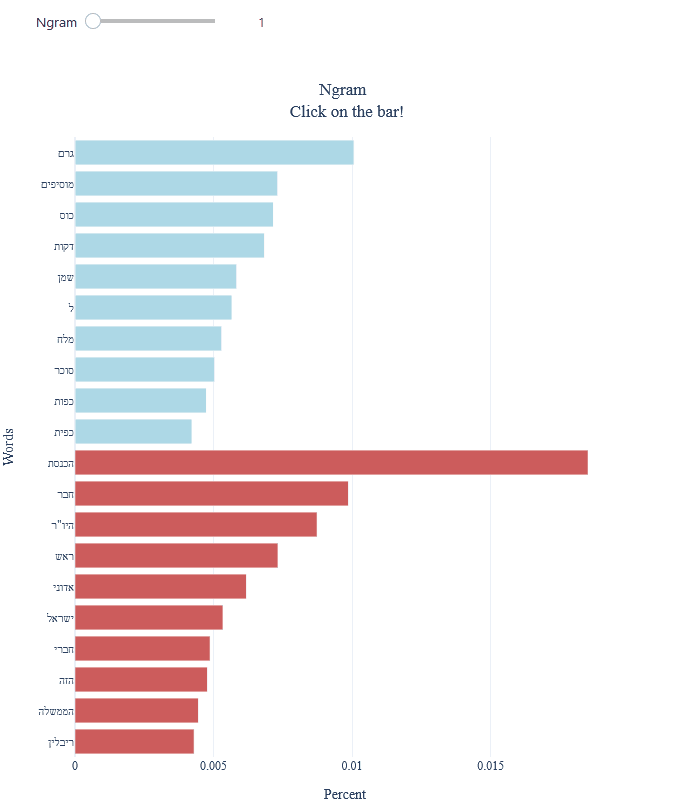 Ngram
1
Ngram
Click on the bar!
גרם
מוסיפים
כוס
דקות
שמן
ל
מלח
סוכר
כפות
כפית
הכנסת
חבר
היו"ר
ראש
אדוני
ישראל
חברי
הזה
הממשלה
ריבלין
Words
0 0.005 0.01 0.015
Percent